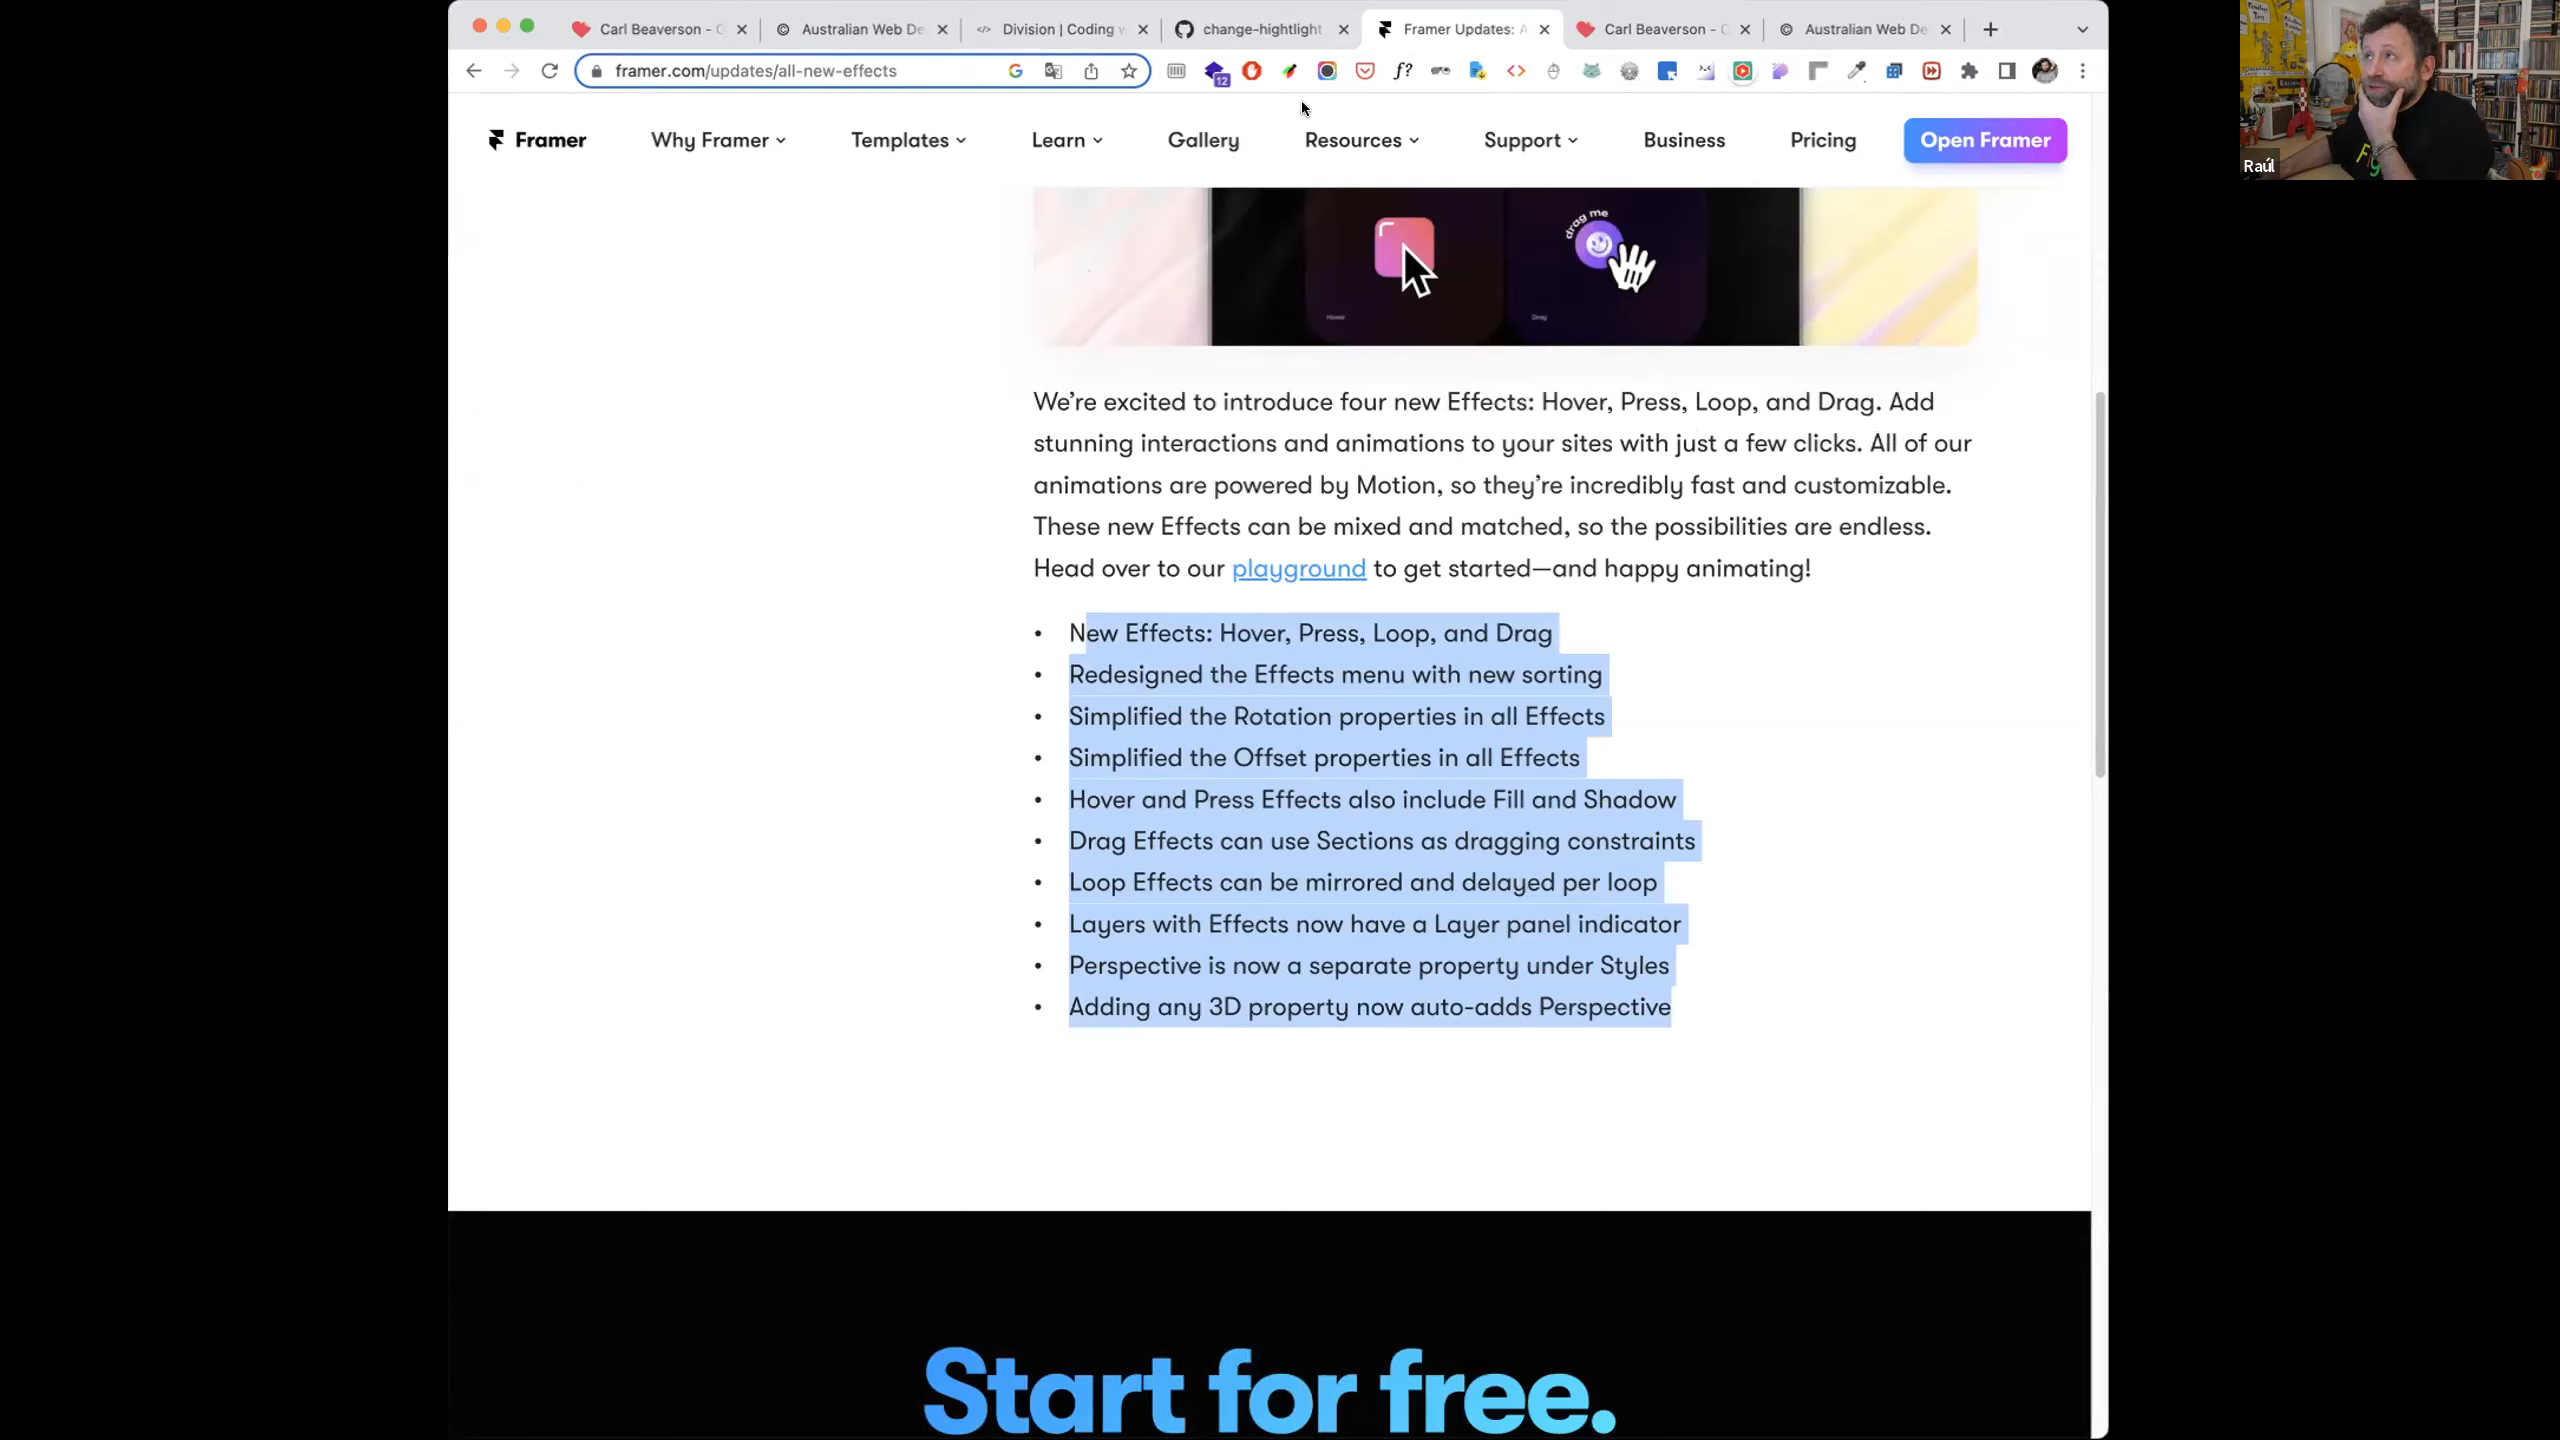 Carl Beaverson - C
Australian Web De
Division | Coding w
change-hightlight
Framer Updates: A
Carl Beaverson - C
Australian Web De
framer.com/updates/all-new-effects
12
f?
Framer
Why Framer
Templates
Learn
Gallery
Resources
Support
Business
Pricing
Open Framer
Raúl
drag me
Hover
Drag
We’re excited to introduce four new Effects: Hover, Press, Loop, and Drag. Add
stunning interactions and animations to your sites with just a few clicks. All of our
animations are powered by Motion, so they’re incredibly fast and customizable.
These new Effects can be mixed and matched, so the possibilities are endless.
Head over to our playground to get started—and happy animating!
• New Effects: Hover, Press, Loop, and Drag
• Redesigned the Effects menu with new sorting
• Simplified the Rotation properties in all Effects
• Simplified the Offset properties in all Effects
• Hover and Press Effects also include Fill and Shadow
• Drag Effects can use Sections as dragging constraints
• Loop Effects can be mirrored and delayed per loop
• Layers with Effects now have a Layer panel indicator
• Perspective is now a separate property under Styles
• Adding any 3D property now auto-adds Perspective
Start for free.